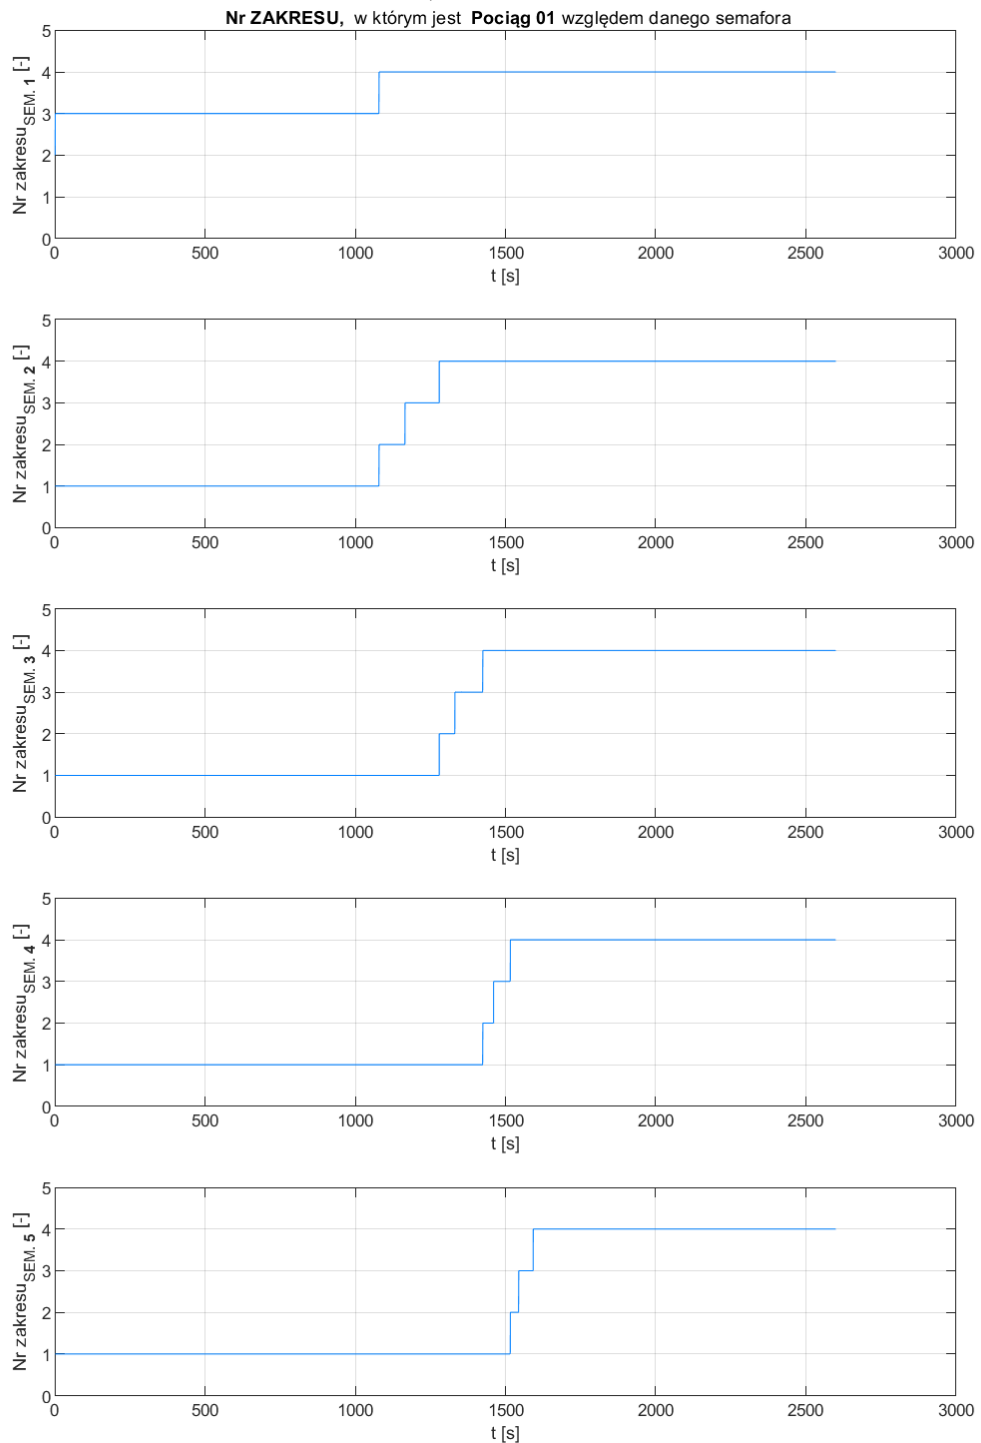 Nr ZAKRESU, w którym jest Pociąg 01 względem danego semafora
Nr zakresu SEM. 1 [-]
5
4
3
2
1
0
0 500 1000 1500 2000 2500 3000
t [s]
Nr zakresu SEM. 2 [-]
5
4
3
2
1
0
0 500 1000 1500 2000 2500 3000
t [s]
Nr zakresu SEM. 3 [-]
5
4
3
2
1
0
0 500 1000 1500 2000 2500 3000
t [s]
Nr zakresu SEM. 4 [-]
5
4
3
2
1
0
0 500 1000 1500 2000 2500 3000
t [s]
Nr zakresu SEM. 5 [-]
5
4
3
2
1
0
0 500 1000 1500 2000 2500 3000
t [s]